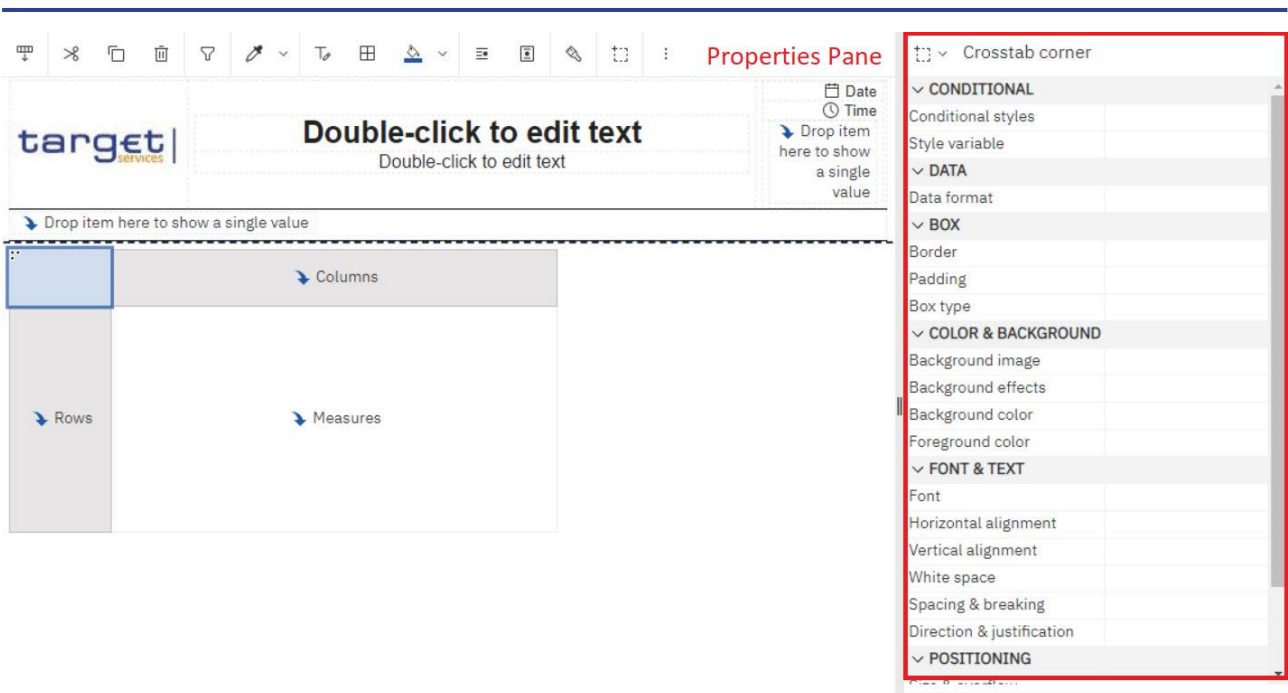 Properties Pane
Crosstab corner
target
services
Double-click to edit text
Double-click to edit text
Date
Time
Drop item
here to show
a single
value
Drop item here to show a single value
Columns
Rows
Measures
CONDITIONAL
Conditional styles
Style variable
DATA
Data format
BOX
Border
Padding
Box type
COLOR & BACKGROUND
Background image
Background effects
Background color
Foreground color
FONT & TEXT
Font
Horizontal alignment
Vertical alignment
White space
Spacing & breaking
Direction & justification
POSITIONING